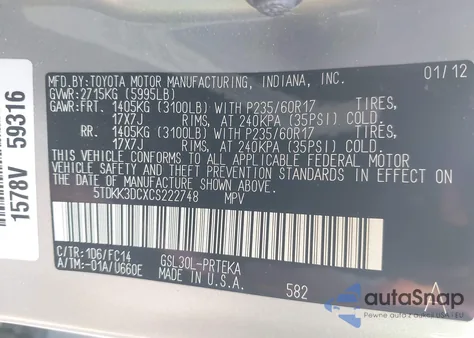 MFD. BY: TOYOTA MOTOR MANUFACTURING, INDIANA, INC. 01/12
GVWR: 2715KG (5995LB)
GAWR: FRT. 1405KG (3100LB) WITH P235/60R17 TIRES,
17X7J RIMS, AT 240KPA (35PSI) COLD.
RR. 1405KG (3100LB) WITH P235/60R17 TIRES,
17X7J RIMS, AT 240KPA (35PSI) COLD.
THIS VEHICLE CONFORMS TO ALL APPLICABLE FEDERAL MOTOR
VEHICLE SAFETY AND THEFT PREVENTION STANDARDS IN EFFECT ON
THE DATE OF MANUFACTURE SHOWN ABOVE.
5TDKK3DCXCS222748 MPV
C/TR:1D6/FC14 GSL30L-PRTEKA
A/TM:-01A/U660E MADE IN U.S.A. 582 A
1578V 59316
autoSnap
Autopomoc z aukcji USA i EU